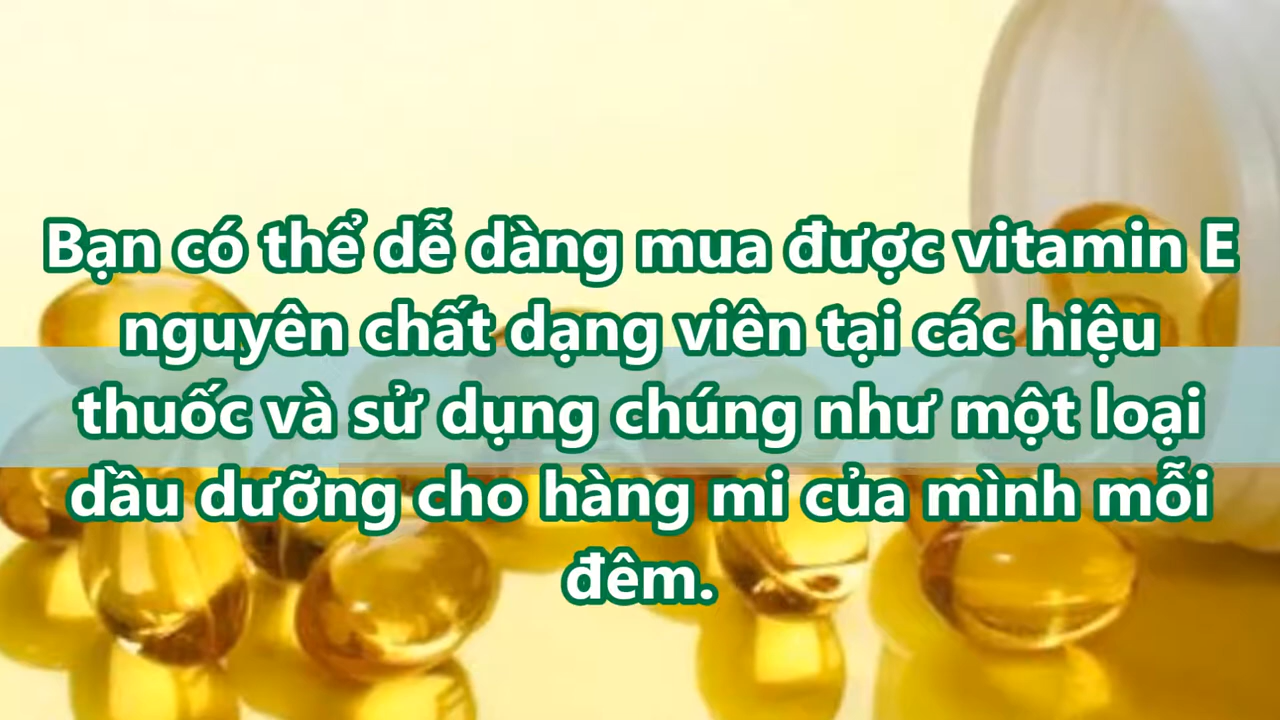 Bạn có thể dễ dàng mua được vitamin E
nguyên chất dạng viên tại các hiệu
thuốc và sử dụng chúng như một loại
dầu dưỡng cho hàng mi của mình mỗi
đêm.